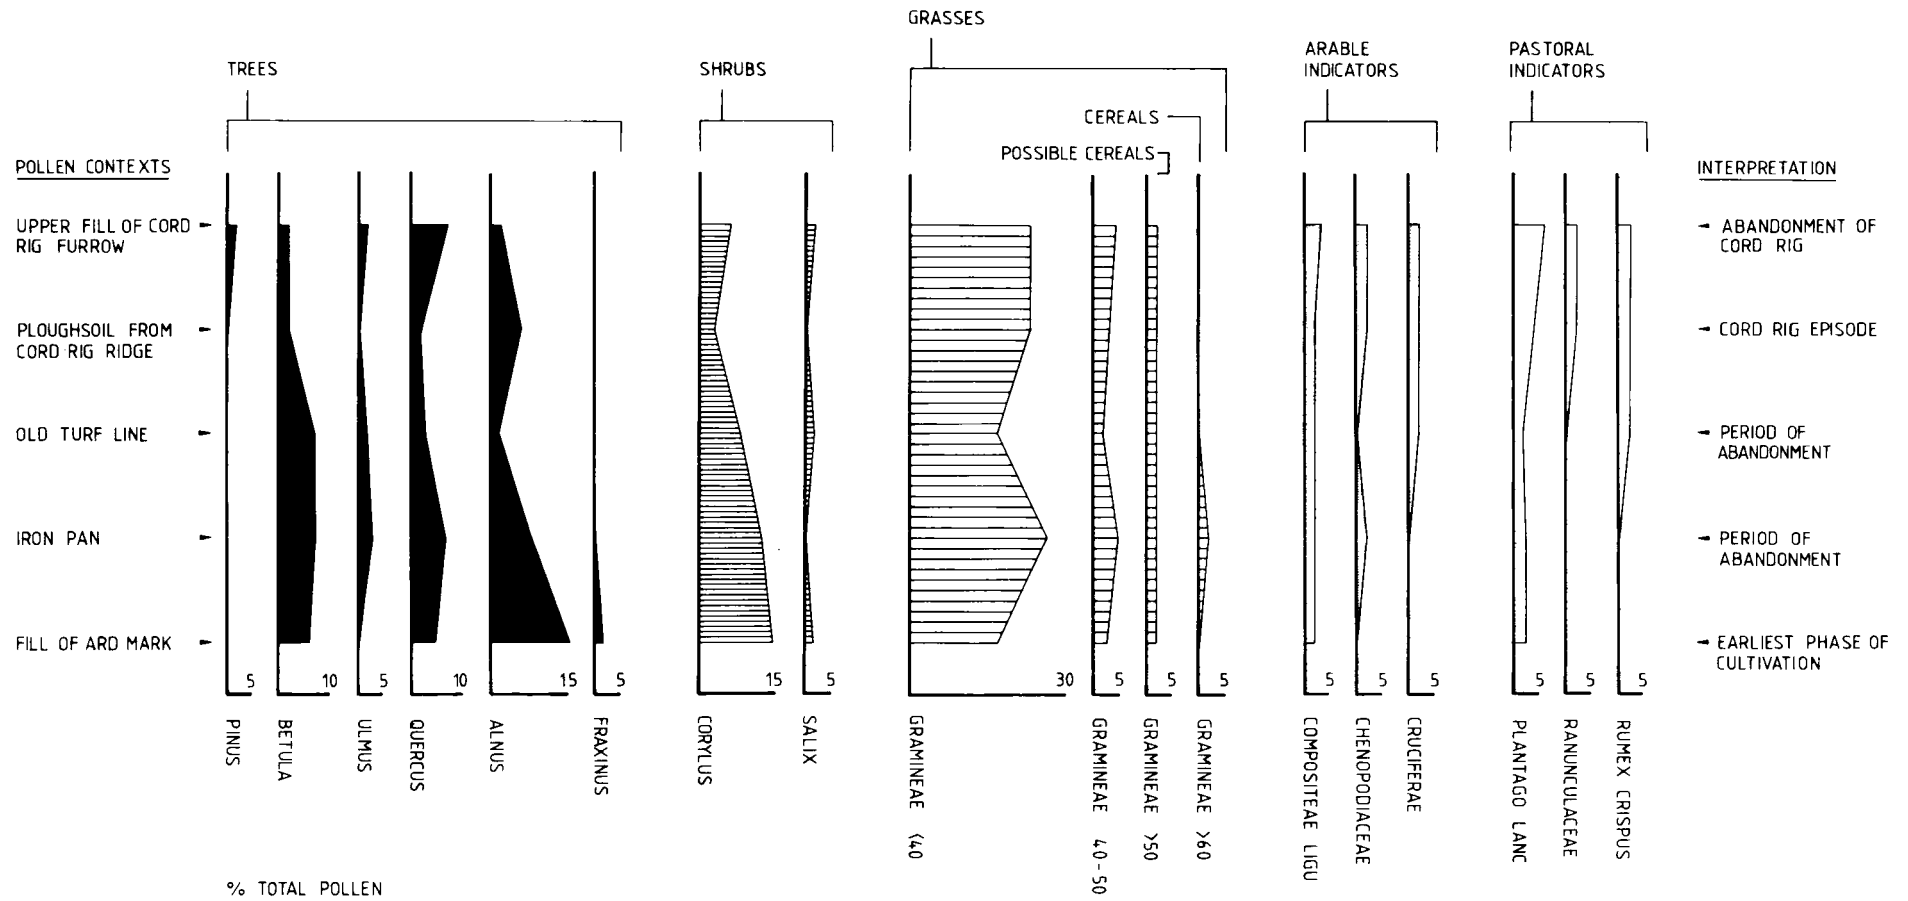 GRASSES
TREES
SHRUBS
ARABLE
INDICATORS
PASTORAL
INDICATORS
CEREALS
POSSIBLE CEREALS
POLLEN CONTEXTS
INTERPRETATION
UPPER FILL OF CORD
RIG FURROW
ABANDONMENT OF
CORD RIG
PLOUGHSOIL FROM
CORD RIG RIDGE
CORD RIG EPISODE
OLD TURF LINE
PERIOD OF
ABANDONMENT
IRON PAN
PERIOD OF
ABANDONMENT
FILL OF ARD MARK
EARLIEST PHASE OF
CULTIVATION
5 10 5 10 15 5 15 5 30 5 5 5 5 5 5 5 5 5
PINUS
BETULA
ULMUS
QUERCUS
ALNUS
FRAXINUS
CORYLUS
SALIX
GRAMINEAE <40
GRAMINEAE 40-50
GRAMINEAE >50
GRAMINEAE >60
COMPOSITEAE LIGU
CHENOPODIACEAE
CRUCIFERAE
PLANTAGO LANC
RANUNCULACEAE
RUMEX CRISPUS
% TOTAL POLLEN